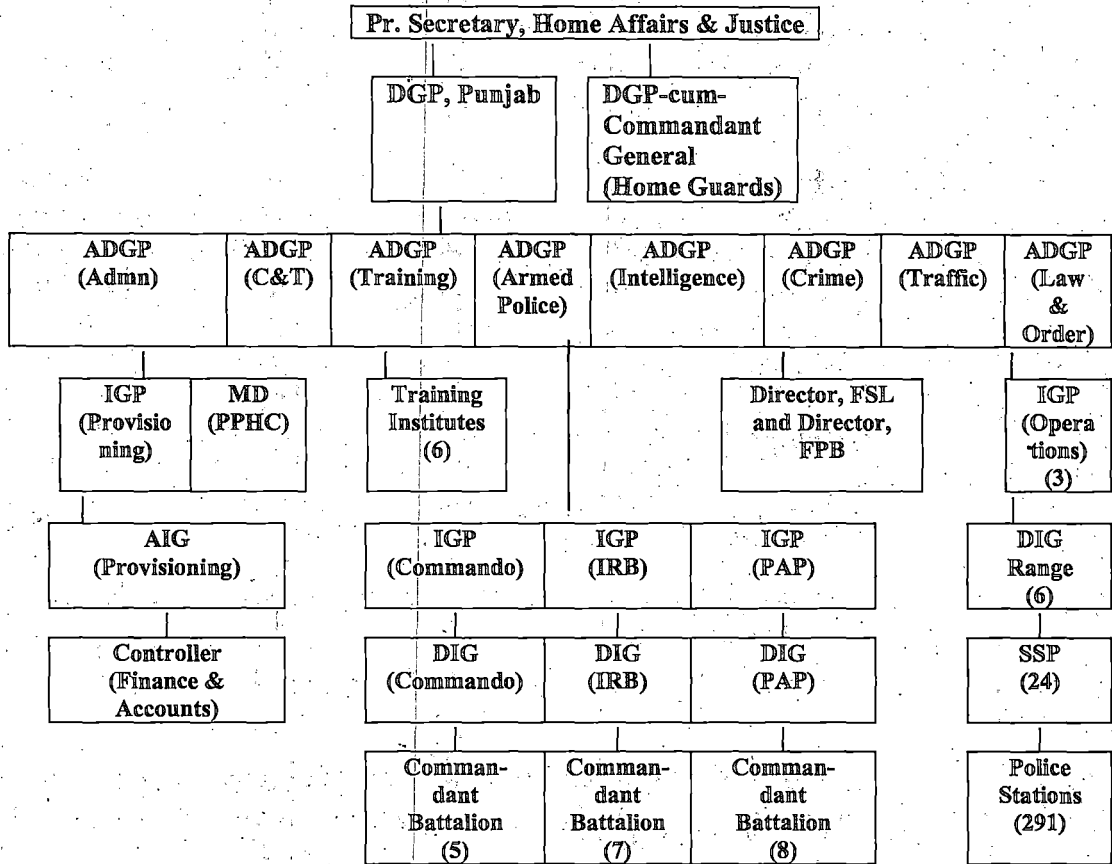 Pr. Secretary, Home Affairs & Justice
DGP, Punjab
DGP-cum-
Commandant
General
(Home Guards)
ADGP
(Admn)
ADGP
(C&T)
ADGP
(Training)
ADGP
(Armed
Police)
ADGP
(Intelligence)
ADGP
(Crime)
ADGP
(Traffic)
ADGP
(Law
&
Order)
IGP
(Provisio
ning)
MD
(PPHC)
Training
Institutes
(6)
Director, FSL
and Director,
FPB
IGP
(Opera
tions)
(3)
AIG
(Provisioning)
IGP
(Commando)
IGP
(IRB)
IGP
(PAP)
DIG
Range
(6)
Controller
(Finance &
Accounts)
DIG
(Commando)
DIG
(IRB)
DIG
(PAP)
SSP
(24)
Comman-
dant
Battalion
(5)
Comman-
dant
Battalion
(7)
Comman-
dant
Battalion
(8)
Police
Stations
(291)